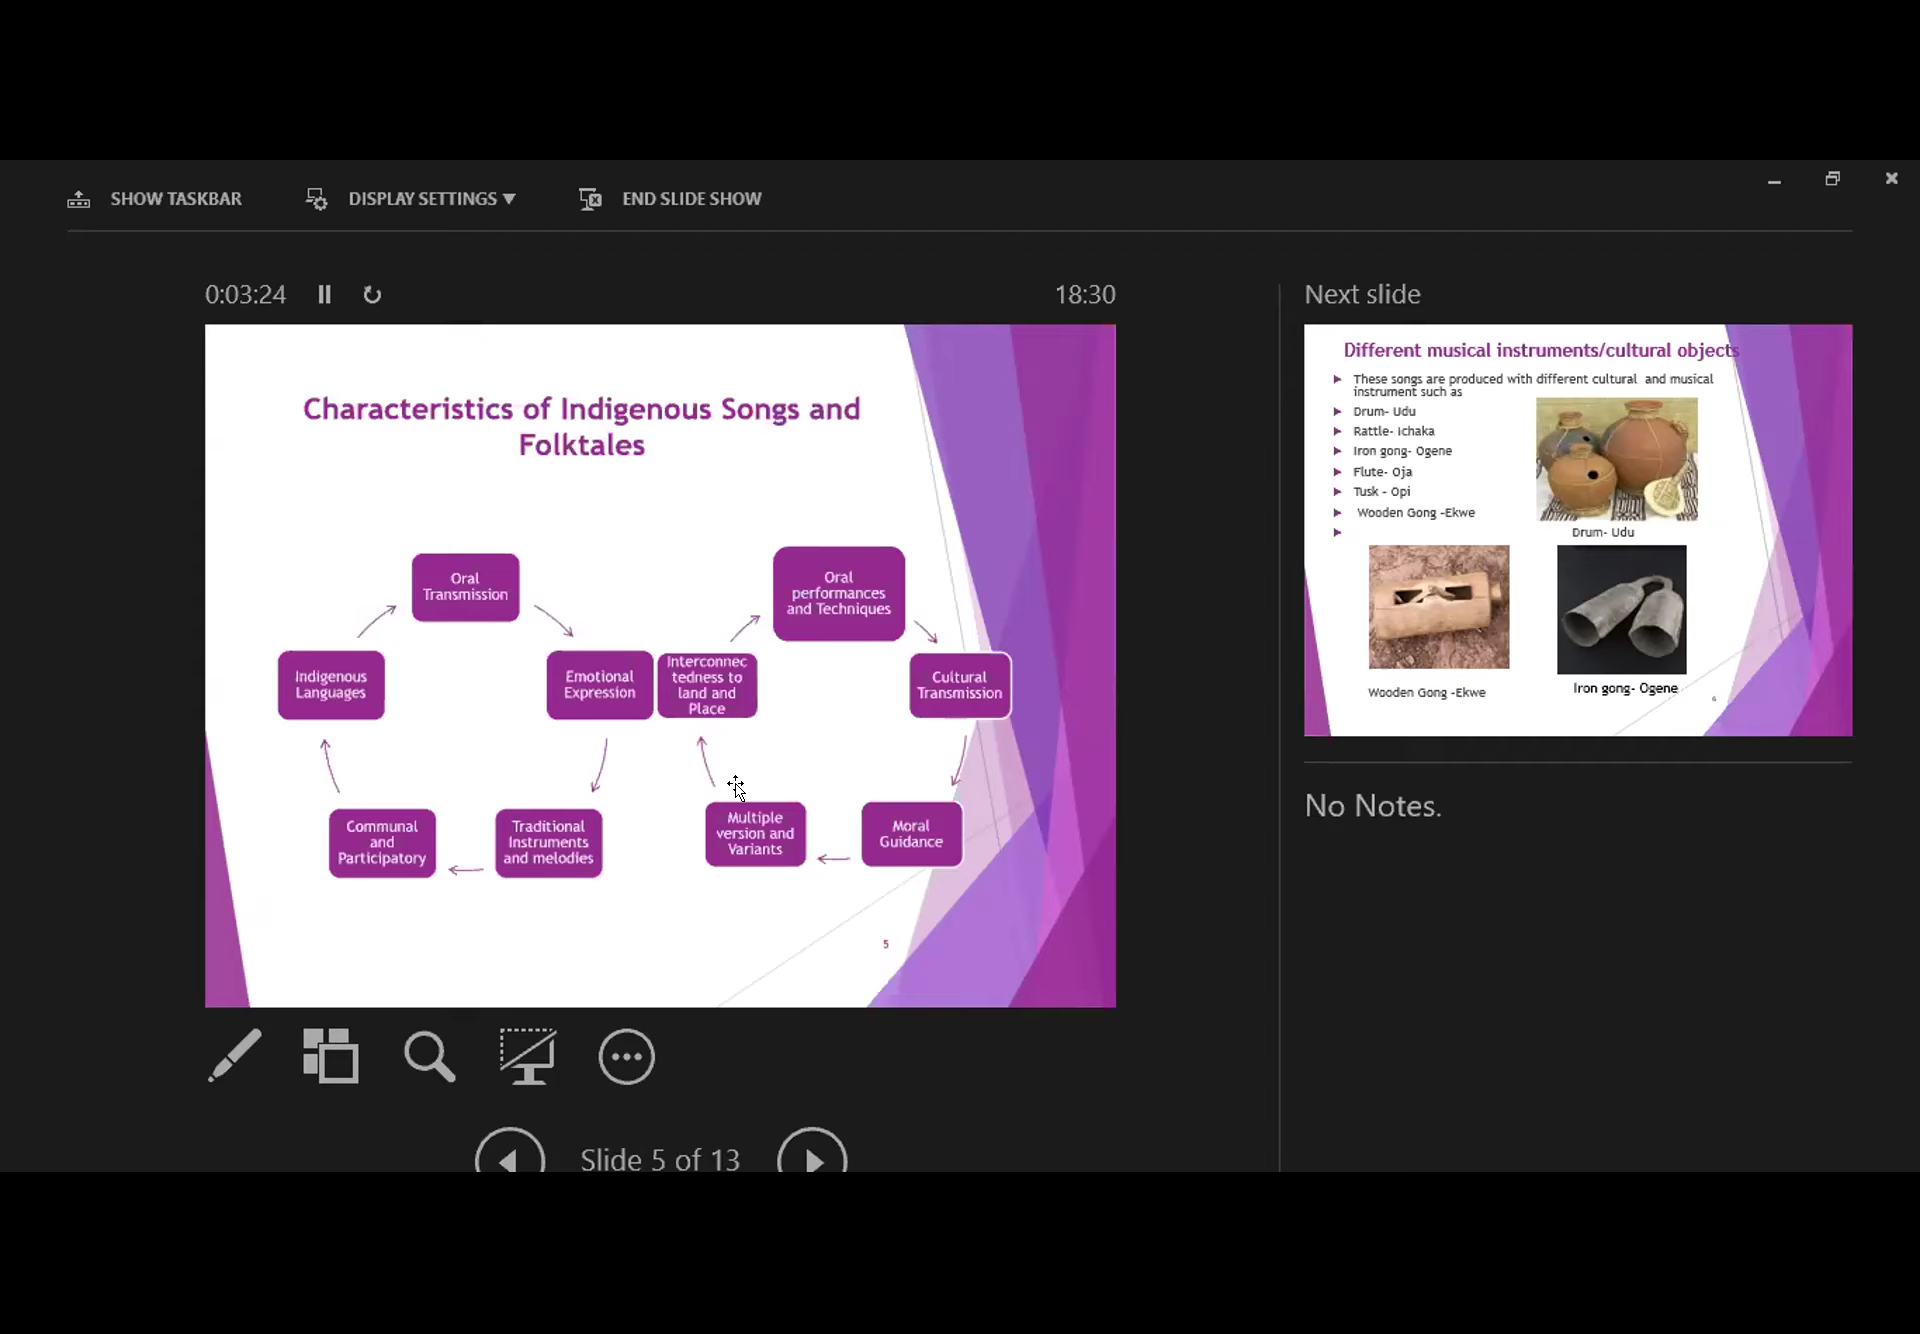 SHOW TASKBAR
DISPLAY SETTINGS ▼
END SLIDE SHOW
0:03:24
18:30
Characteristics of Indigenous Songs and
Folktales
Oral
Transmission
Emotional
Expression
Traditional
Instruments
and melodies
Communal
and
Participatory
Indigenous
Languages
Oral
performances
and Techniques
Cultural
Transmission
Moral
Guidance
Multiple
version and
Variants
Interconnec
tedness to
land and
Place
5
Slide 5 of 13
Next slide
Different musical instruments/cultural objects
These songs are produced with different cultural and musical
instrument such as
Drum- Udu
Rattle- Ichaka
Iron gong- Ogene
Flute- Oja
Tusk - Opi
Wooden Gong -Ekwe
Drum- Udu
Wooden Gong -Ekwe
Iron gong- Ogene
6
No Notes.